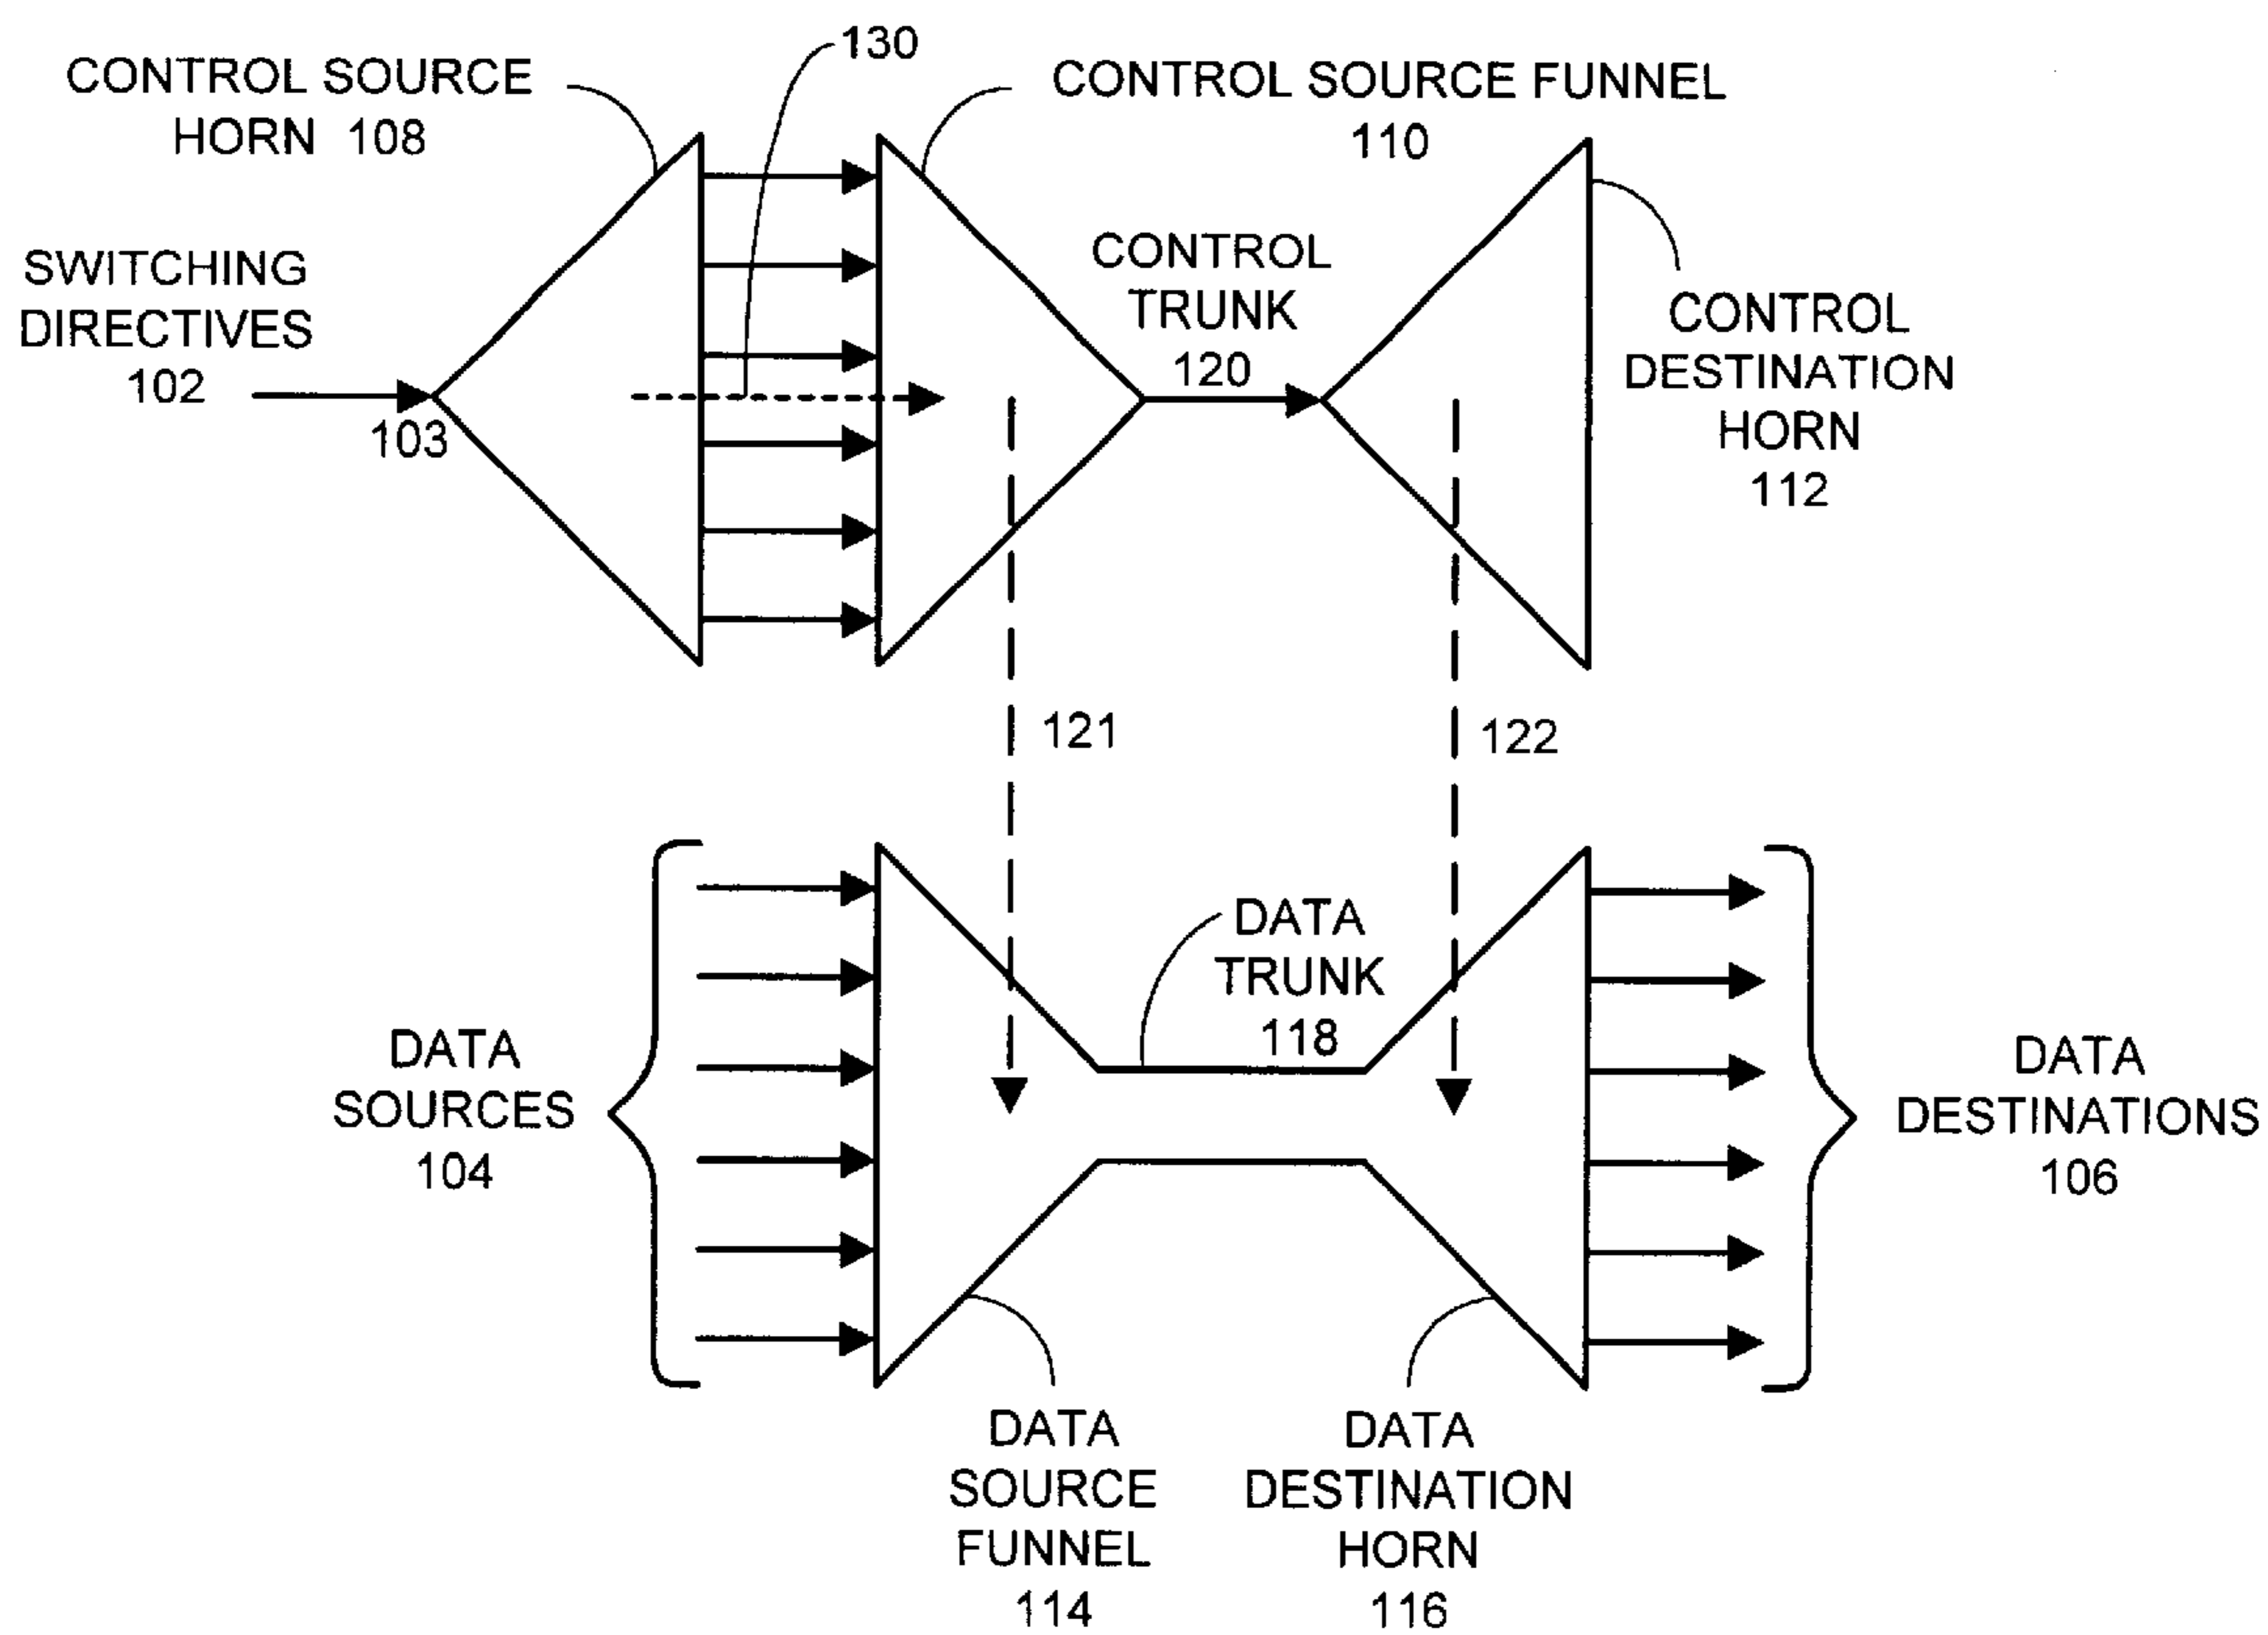 130
CONTROL SOURCE
HORN 108
CONTROL SOURCE FUNNEL
110
SWITCHING
DIRECTIVES
102
103
CONTROL
TRUNK
120
CONTROL
DESTINATION
HORN
112
121
122
DATA
SOURCES
104
DATA
TRUNK
118
DATA
DESTINATIONS
106
DATA
SOURCE
FUNNEL
114
DATA
DESTINATION
HORN
116